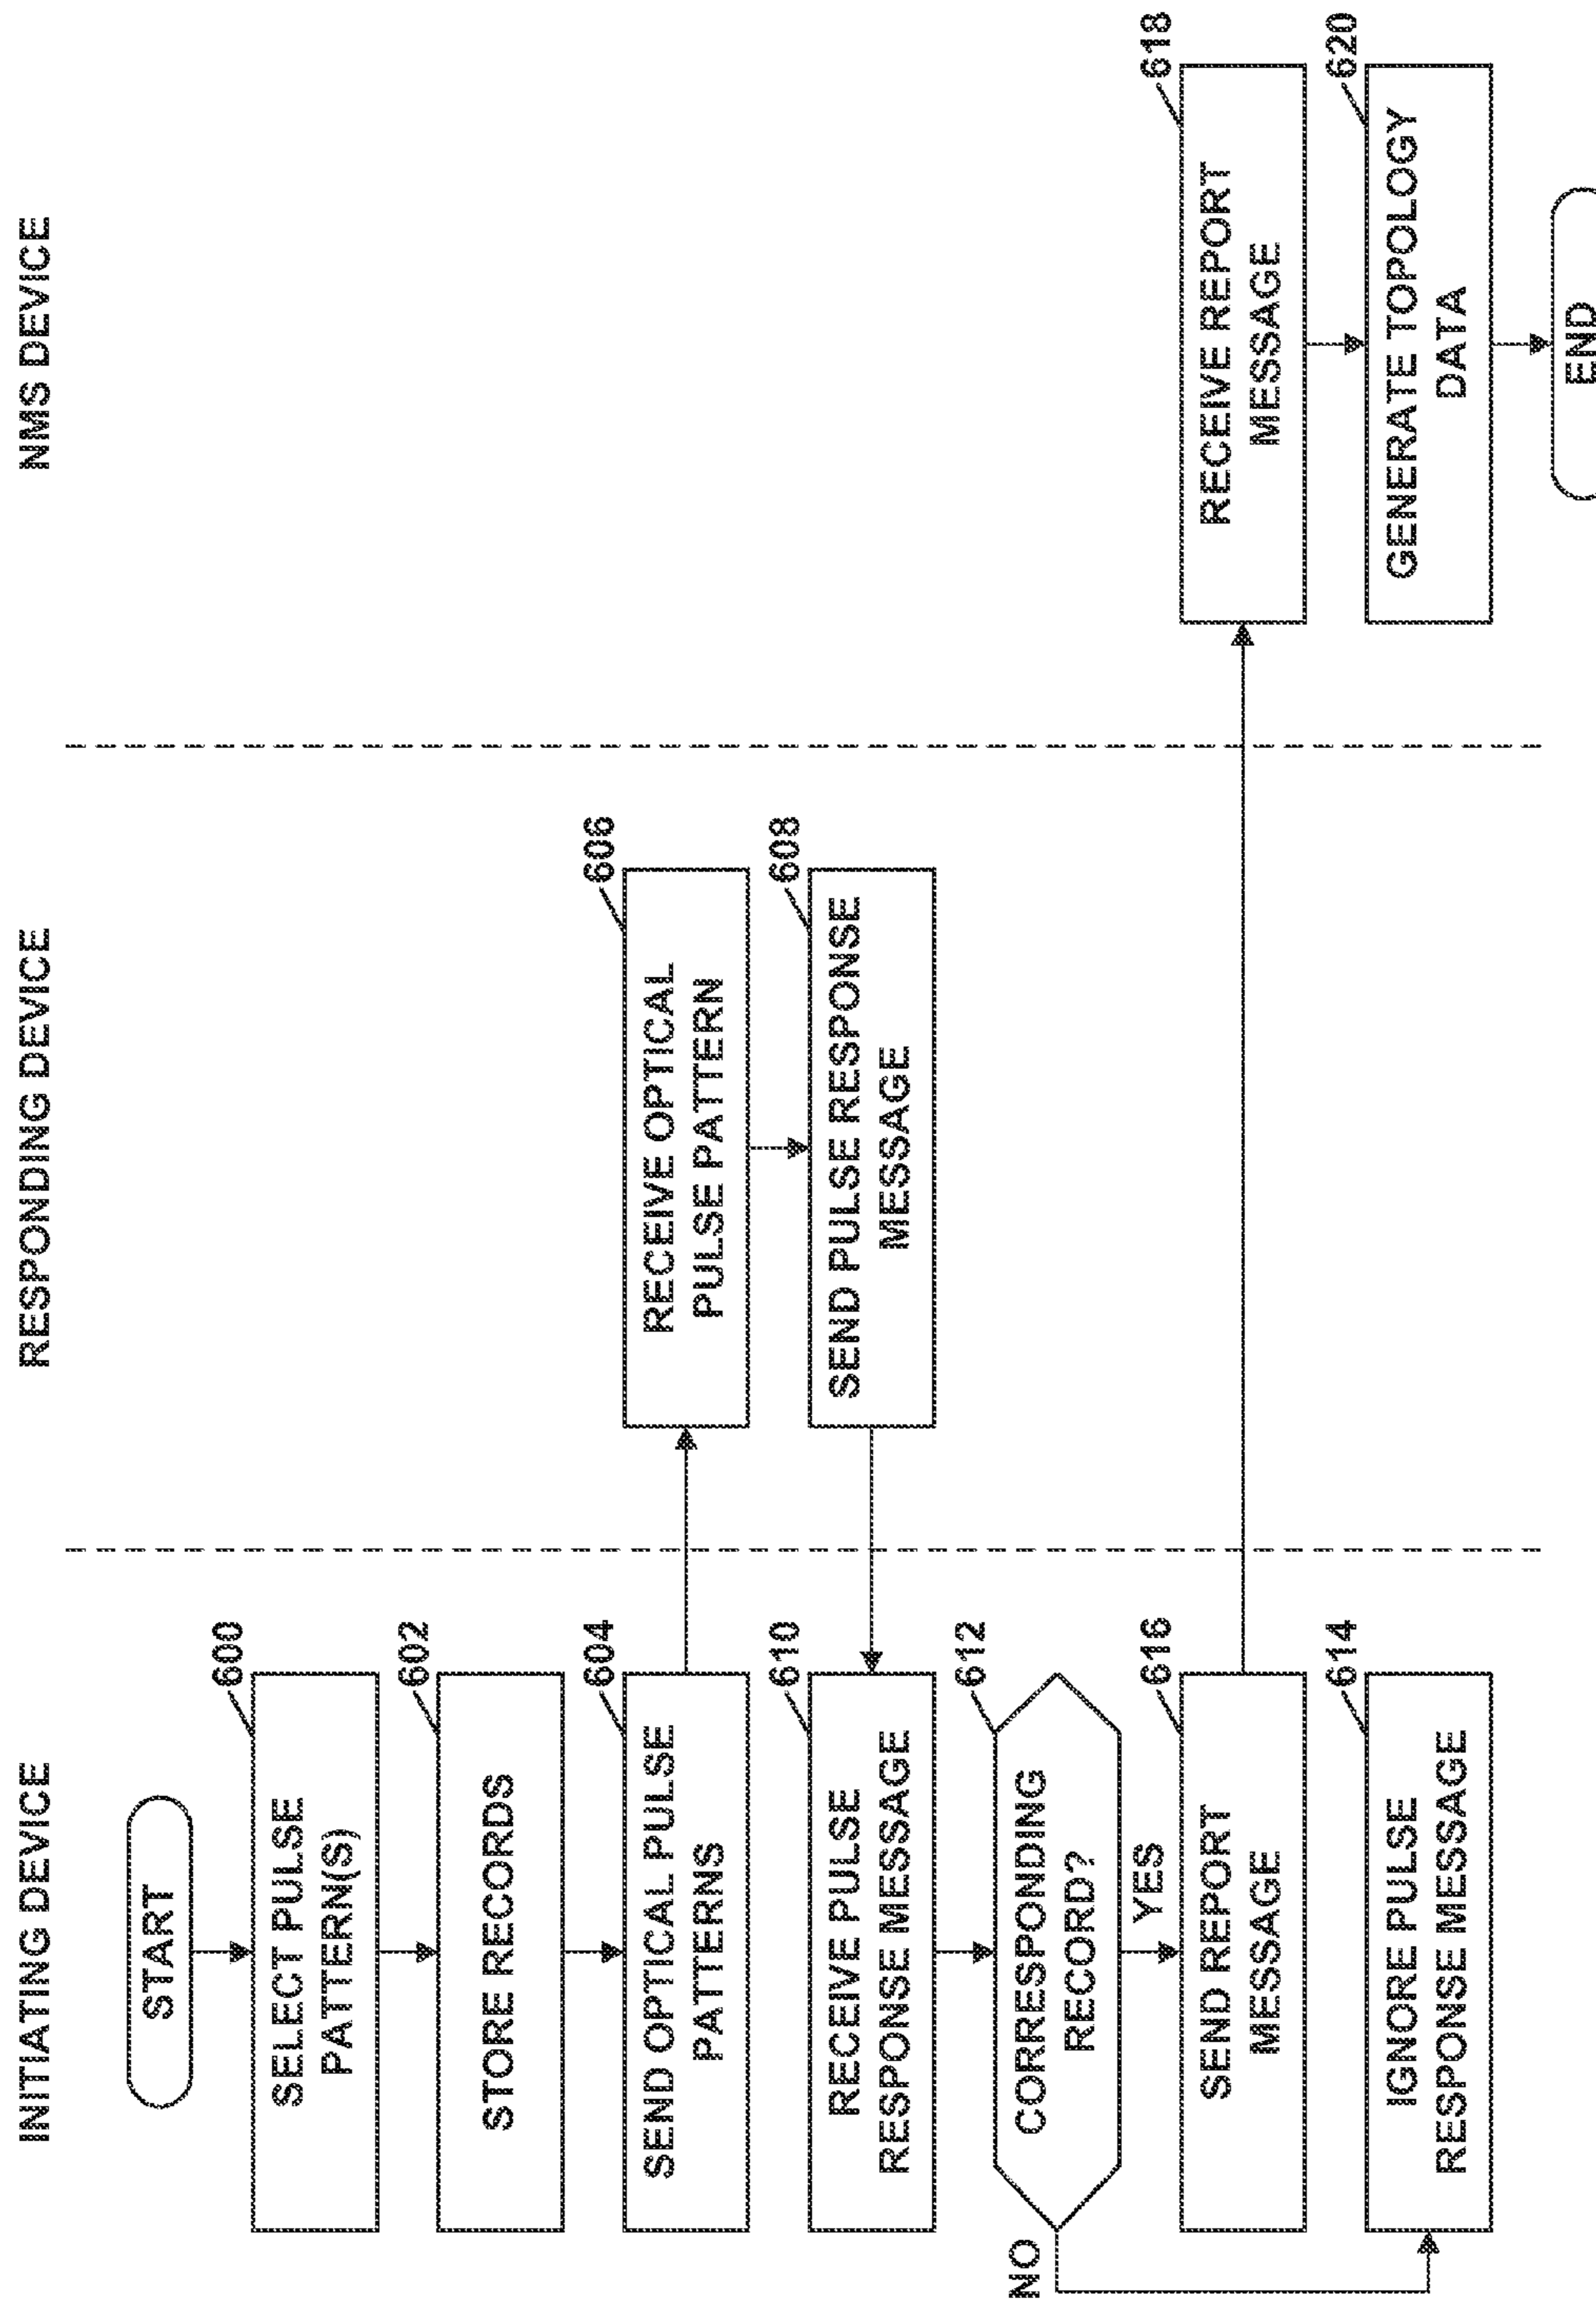 INITIATING DEVICE
RESPONDING DEVICE
NMS DEVICE
START
600
SELECT PULSE
PATTERN(S)
602
STORE RECORDS
604
SEND OPTICAL PULSE
PATTERNS
606
RECEIVE OPTICAL
PULSE PATTERN
608
SEND PULSE RESPONSE
MESSAGE
610
RECEIVE PULSE
RESPONSE MESSAGE
612
CORRESPONDING
RECORD?
NO
YES
616
SEND REPORT
MESSAGE
614
IGNORE PULSE
RESPONSE MESSAGE
618
RECEIVE REPORT
MESSAGE
620
GENERATE TOPOLOGY
DATA
END